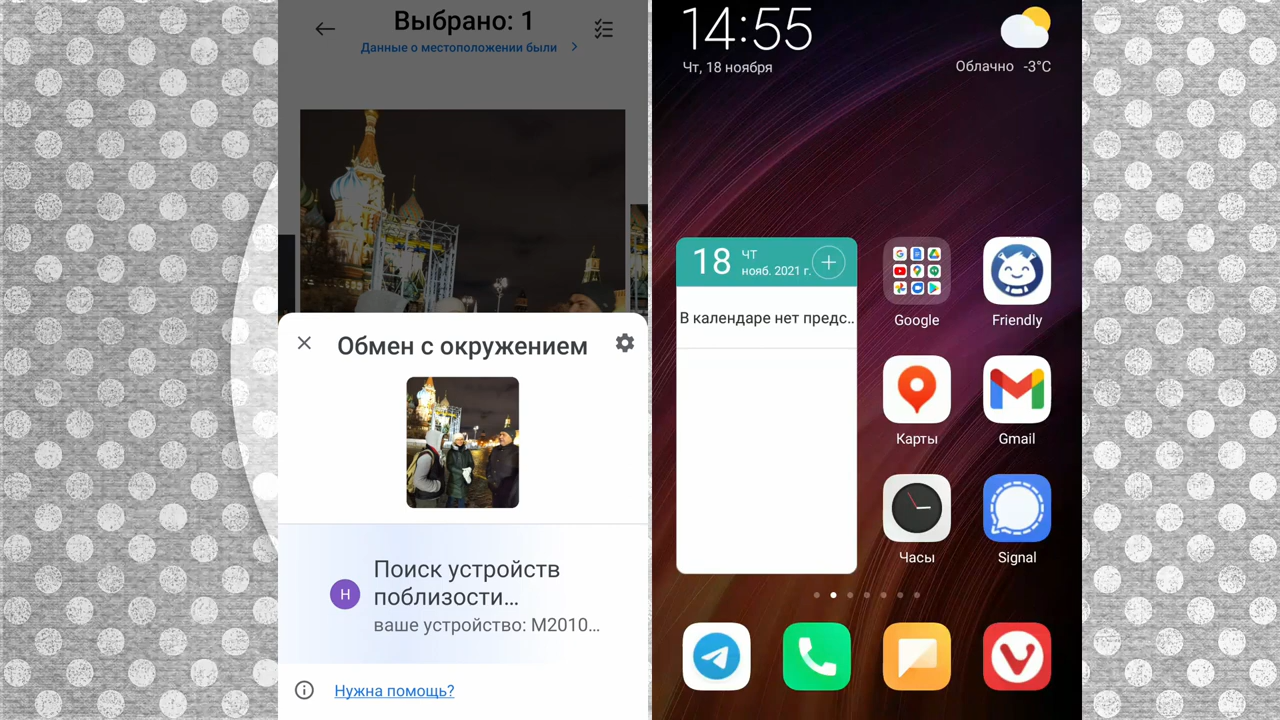 Выбрано: 1
Данные о местоположении были
Обмен с окружением
Н
Поиск устройств
поблизости...
ваше устройство: M2010...
Нужна помощь?
14:55
Чт, 18 ноября
Облачно -3°C
18
ЧТ
нояб. 2021 г.
В календаре нет предс..
Google
Friendly
Карты
Gmail
Часы
Signal